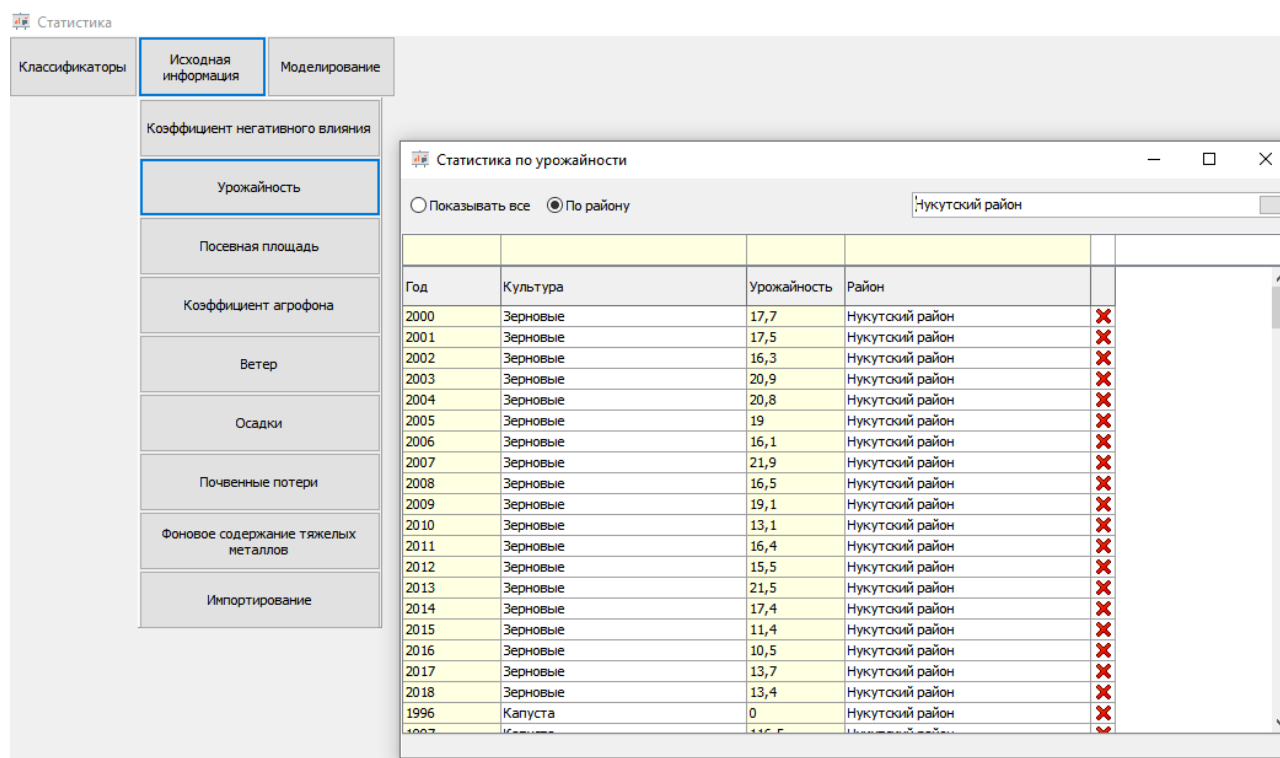 Статистика
Классификаторы
Исходная
информация
Моделирование
Коэффициент негативного влияния
Урожайность
Посевная площадь
Коэффициент агрофона
Ветер
Осадки
Почвенные потери
Фоновое содержание тяжелых
металлов
Импортирование
Статистика по урожайности
Показывать все По району Нукутский район
Год Культура Урожайность Район
2000 Зерновые 17,7 Нукутский район
2001 Зерновые 17,5 Нукутский район
2002 Зерновые 16,3 Нукутский район
2003 Зерновые 20,9 Нукутский район
2004 Зерновые 20,8 Нукутский район
2005 Зерновые 19 Нукутский район
2006 Зерновые 16,1 Нукутский район
2007 Зерновые 21,9 Нукутский район
2008 Зерновые 16,5 Нукутский район
2009 Зерновые 19,1 Нукутский район
2010 Зерновые 13,1 Нукутский район
2011 Зерновые 16,4 Нукутский район
2012 Зерновые 15,5 Нукутский район
2013 Зерновые 21,5 Нукутский район
2014 Зерновые 17,4 Нукутский район
2015 Зерновые 11,4 Нукутский район
2016 Зерновые 10,5 Нукутский район
2017 Зерновые 13,7 Нукутский район
2018 Зерновые 13,4 Нукутский район
1996 Капуста 0 Нукутский район